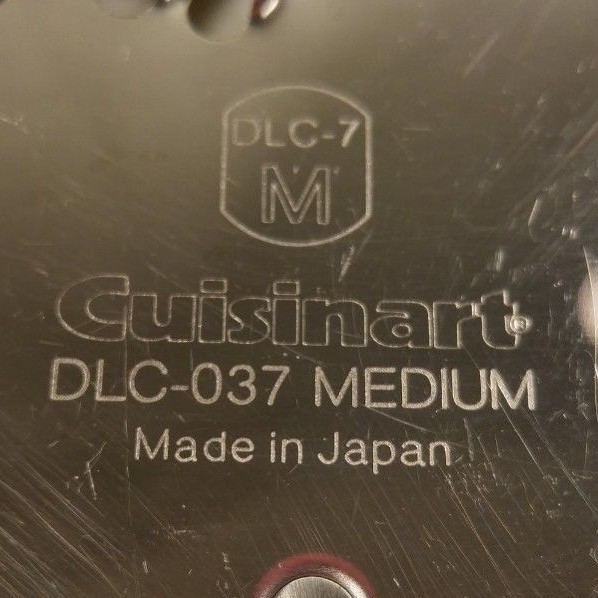 DLC-7
M
Cuisinart®
DLC-037 MEDIUM
Made in Japan